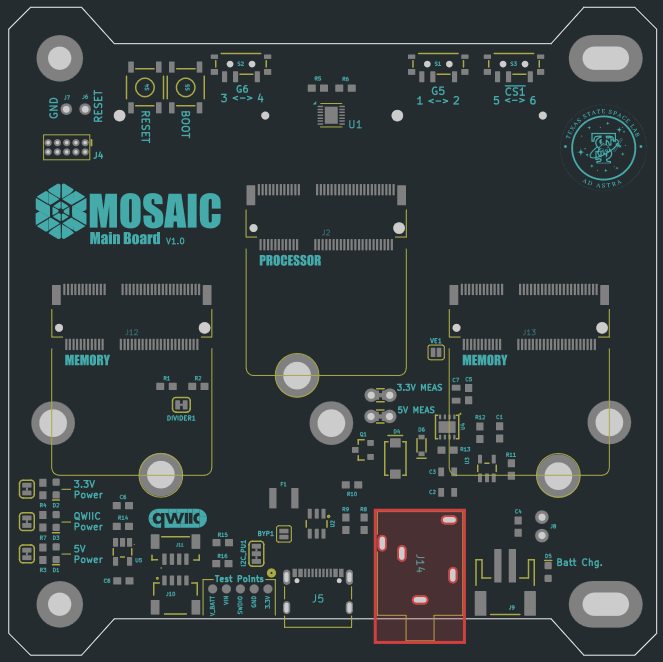 S2
G6
3 <-> 4
S1
G5
1 <-> 2
S3
CS1
5 <-> 6
J7
J6
GND
RESET
S4
RESET
S5
BOOT
R5
R6
U1
J4
TEXAS STATE SPACE LAB
AD ASTRA
MOSAIC
Main Board V1.0
J2
PROCESSOR
J12
MEMORY
J13
MEMORY
VE1
R1
R2
DIVIDER1
3.3V MEAS
5V MEAS
C7
C5
U4
R12
C1
Q1
D4
D6
R13
U3
R11
C3
C2
3.3V
Power
R4
D2
QWIIC
Power
R7
D3
5V
Power
R3
D1
C6
R14
U5
C8
qwiic
J11
J10
R15
R16
I2C_PU1
BYP1
F1
R10
U2
R9
R8
Test Points
V_BATT
VIN
SWDIO
GND
3.3V
J5
J14
C4
J8
D5
Batt Chg.
J9